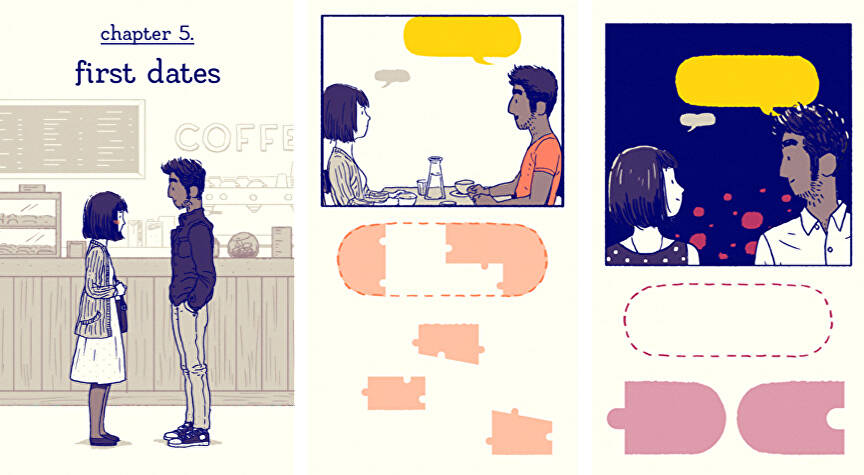 chapter 5.
first dates
COFFE